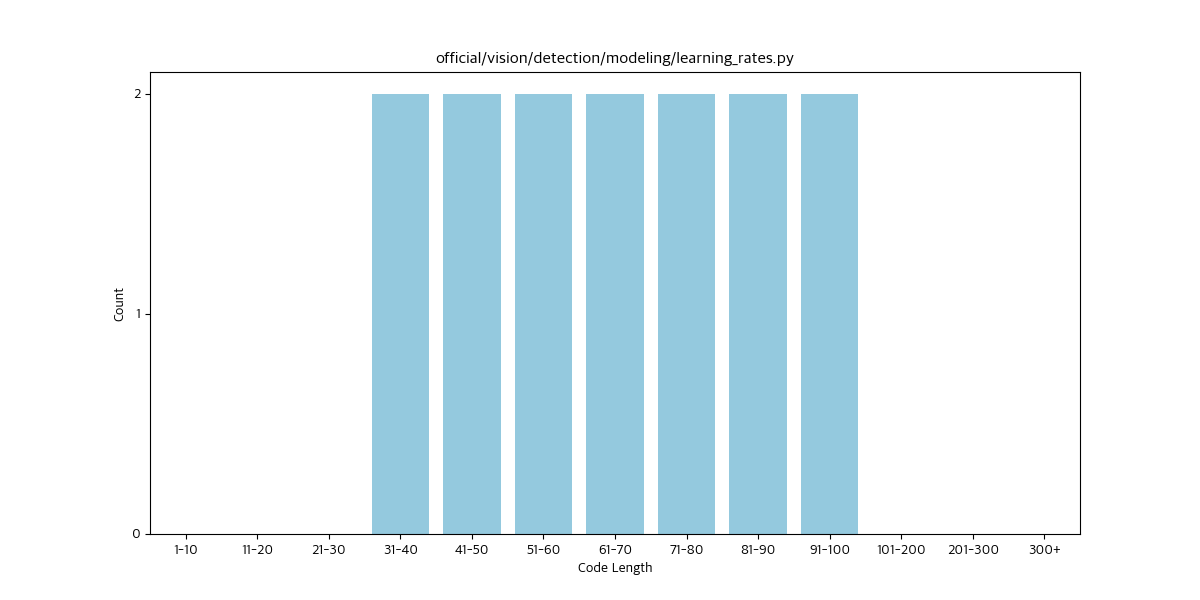 official/vision/detection/modeling/learning_rates.py
2
1
0
Count
1-10 11-20 21-30 31-40 41-50 51-60 61-70 71-80 81-90 91-100 101-200 201-300 300+
Code Length